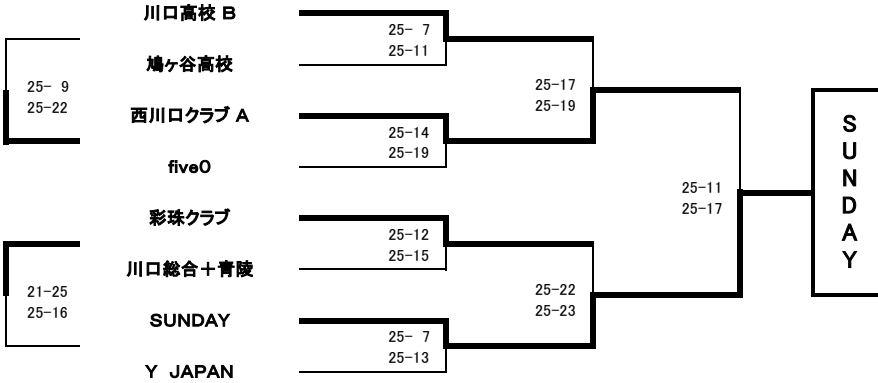 川口高校 B
25- 7
25-11
鳩ヶ谷高校
25- 9
25-22
25-17
25-19
西川口クラブ A
25-14
25-19
fiveO
25-11
25-17
SUNDAY
彩珠クラブ
25-12
25-15
川口総合＋青陵
21-25
25-16
25-22
25-23
SUNDAY
25- 7
25-13
Y JAPAN